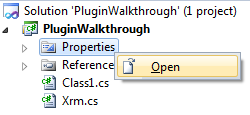 Solution 'PluginWalkthrough' (1 project)
PluginWalkthrough
Properties
Open
Reference
Class1.cs
Xrm.cs